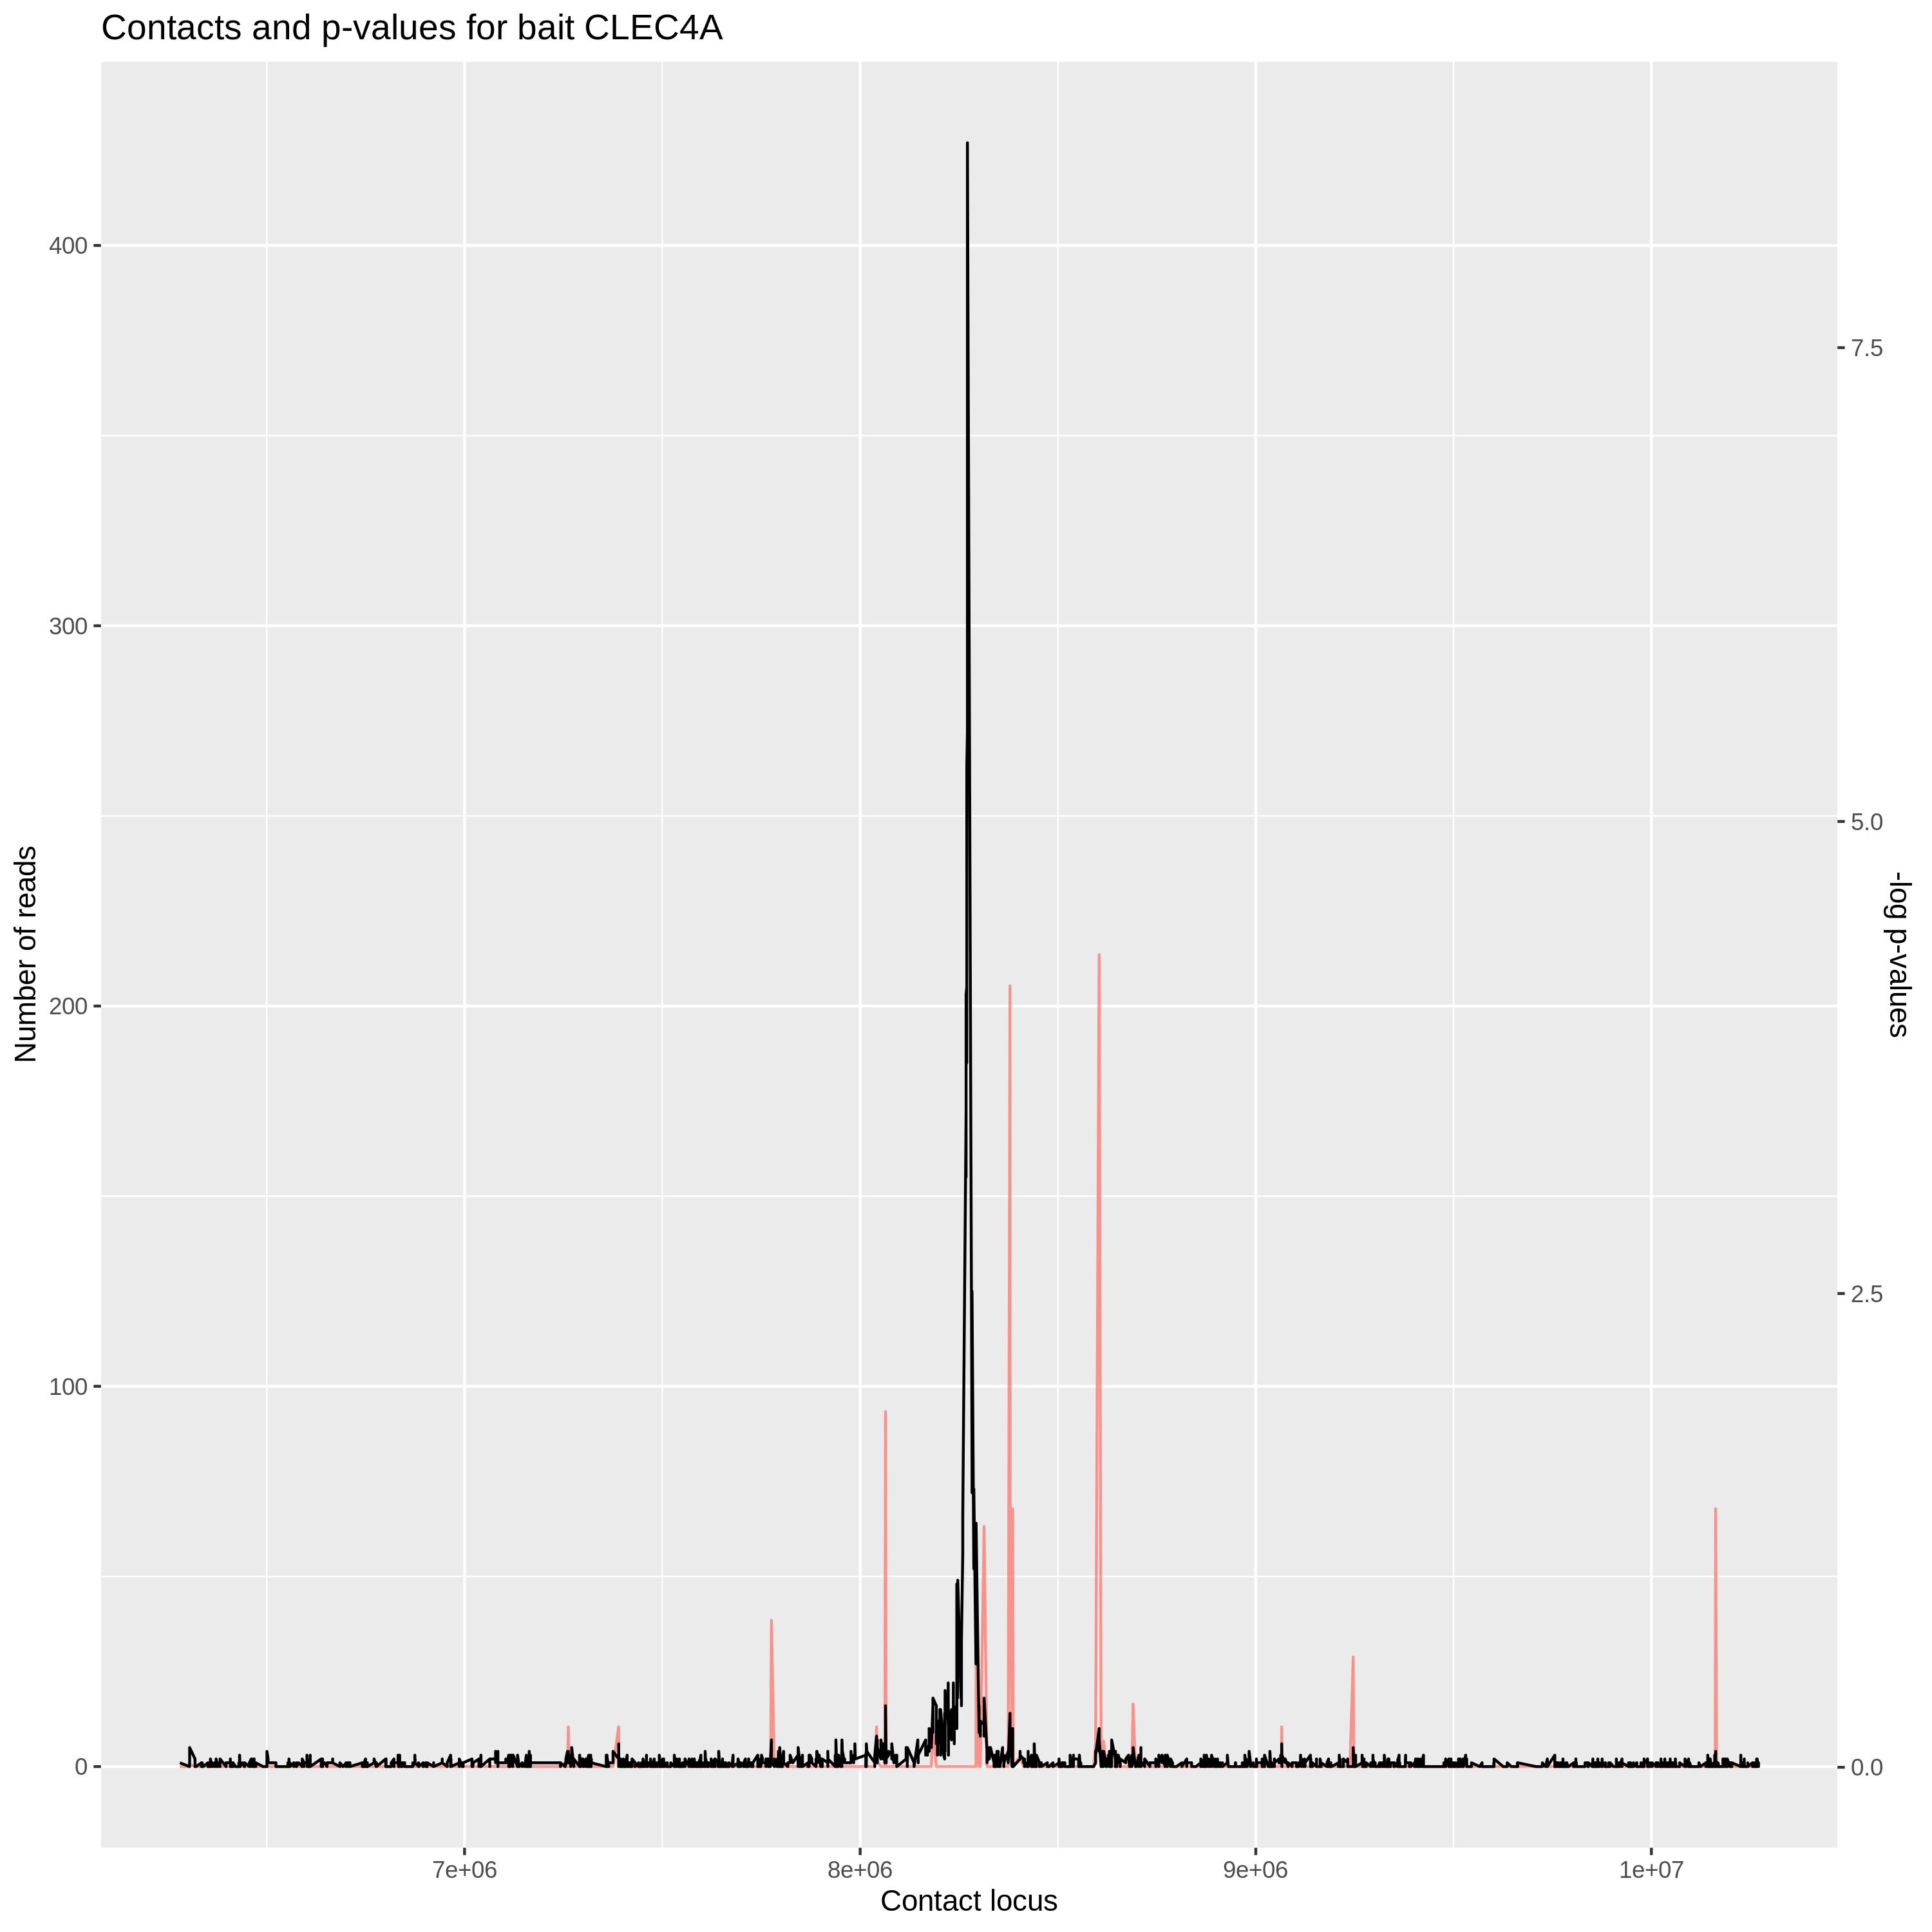 Contacts and p-values for bait CLEC4A
400
300
200
100
0
Number of reads
7.5
5.0
2.5
0.0
-log p-values
7e+06
8e+06
9e+06
1e+07
Contact locus